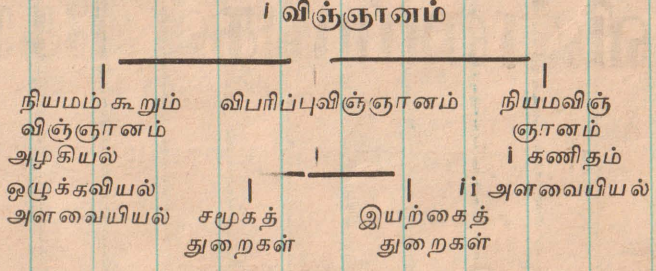 i விஞ்ஞானம்
நியமம் கூறும் விபரிப்புவிஞ்ஞானம் நியமவிஞ்
விஞ்ஞானம் ஞானம்
அழகியல் i கணிதம்
ஒழுக்கவியல் ii அளவையியல்
அளவையியல் சமூகத் இயற்கைத்
துறைகள் துறைகள்